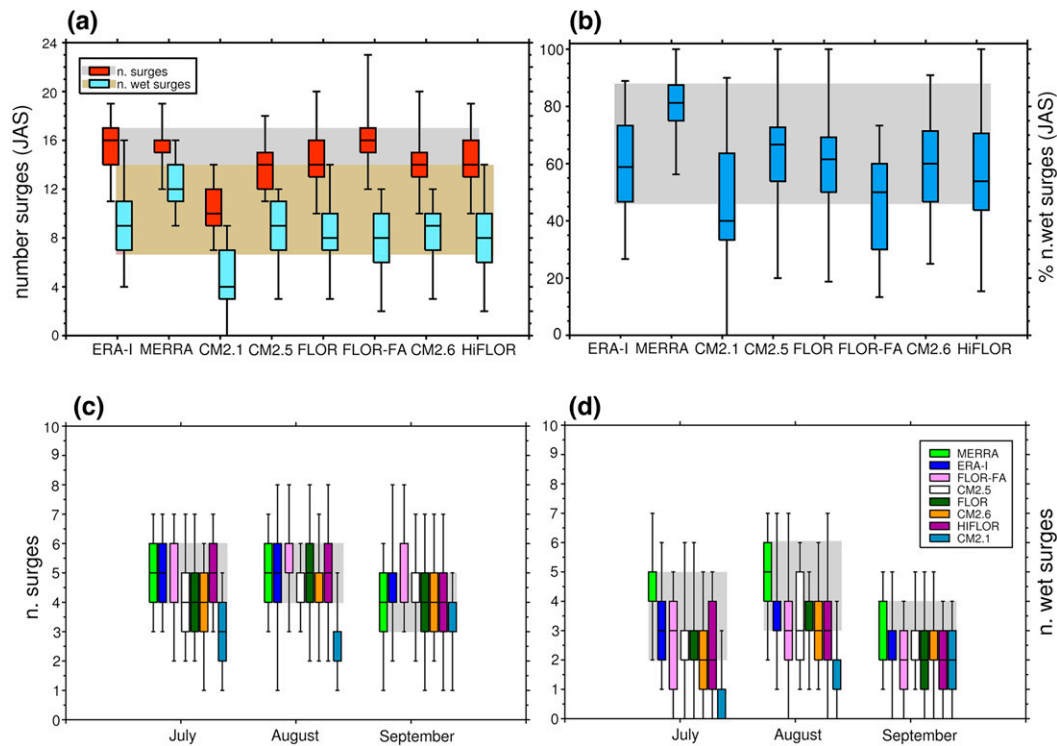 (a)
24
20
16
12
8
4
0
number surges (JAS)
n. surges
n. wet surges
ERA-I MERRA CM2.1 CM2.5 FLOR FLOR-FA CM2.6 HiFLOR
(b)
100
80
60
40
20
0
% n.wet surges (JAS)
ERA-I MERRA CM2.1 CM2.5 FLOR FLOR-FA CM2.6 HiFLOR
(c)
10
9
8
7
6
5
4
3
2
1
0
n. surges
July August September
(d)
10
9
8
7
6
5
4
3
2
1
0
n. wet surges
MERRA
ERA-I
FLOR-FA
CM2.5
FLOR
CM2.6
HIFLOR
CM2.1
July August September